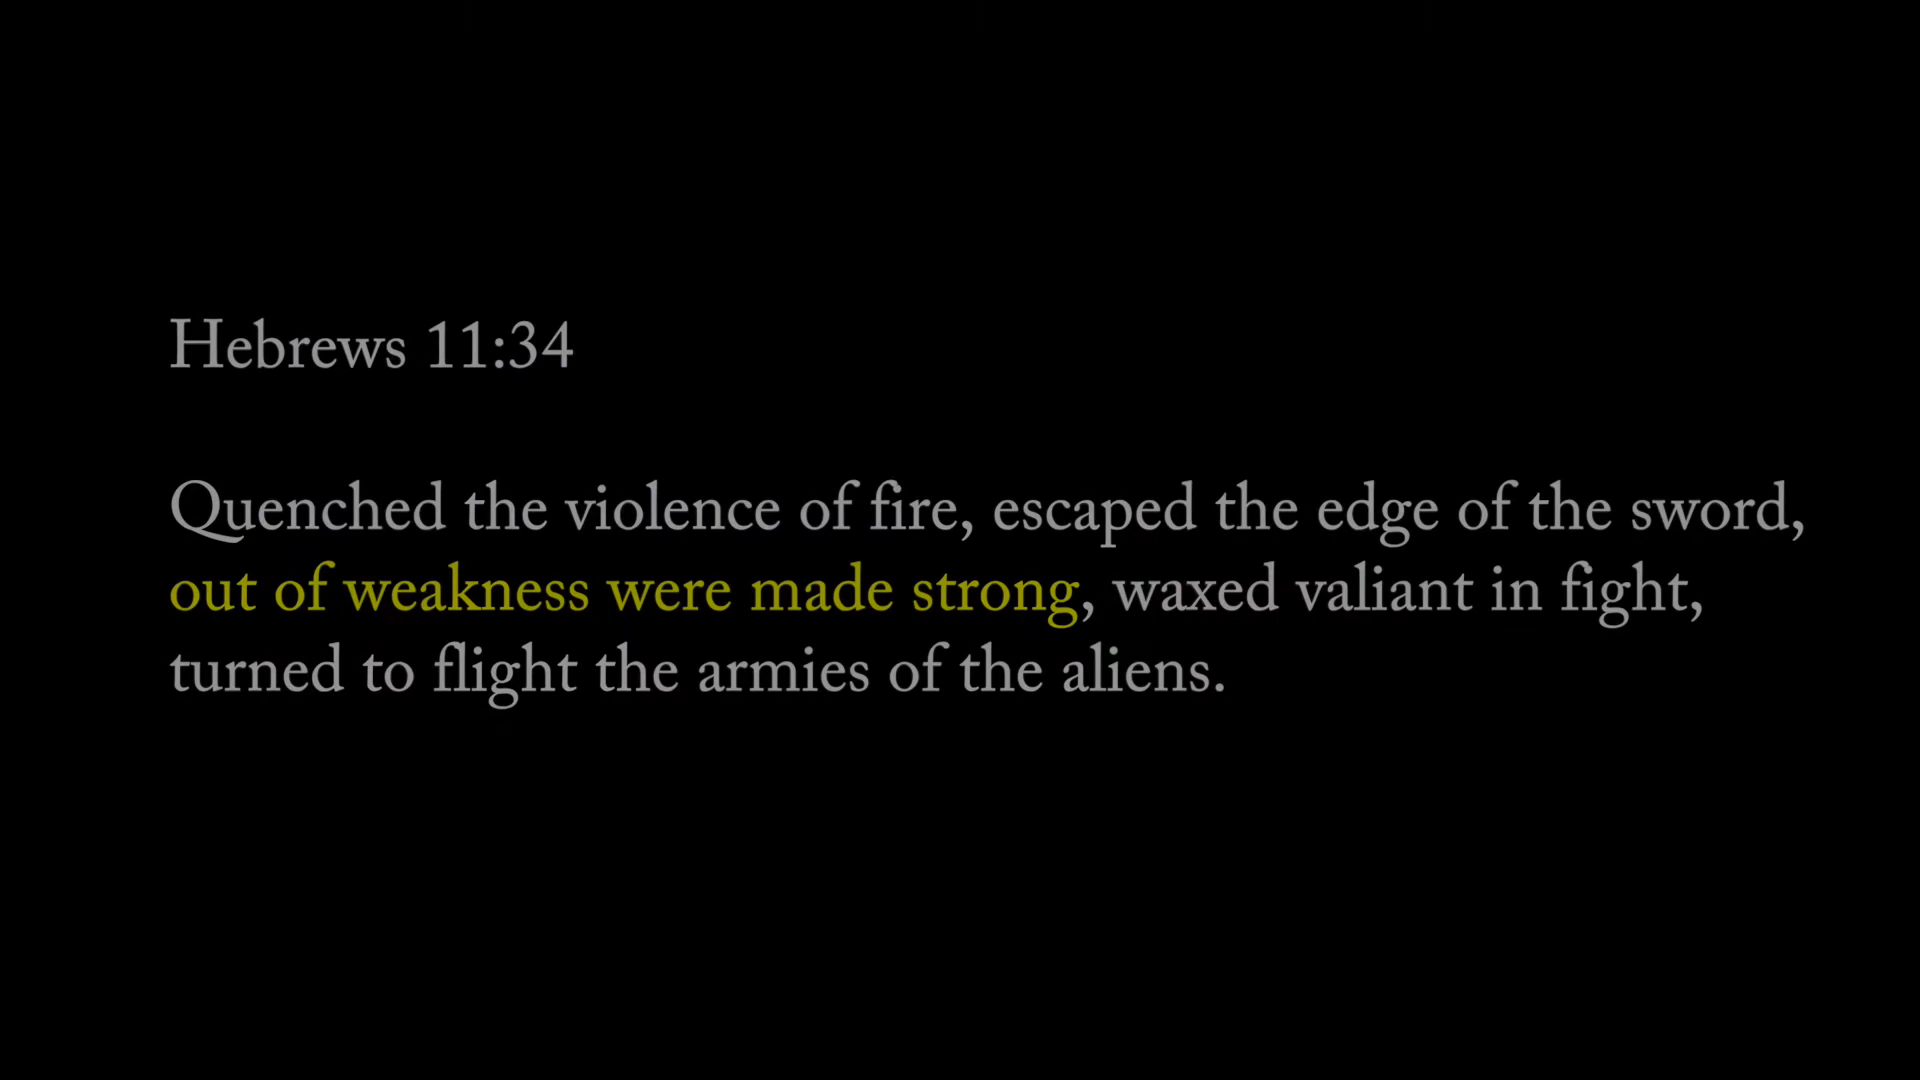 Hebrews 11:34
Quenched the violence of fire, escaped the edge of the sword,
out of weakness were made strong, waxed valiant in fight,
turned to flight the armies of the aliens.